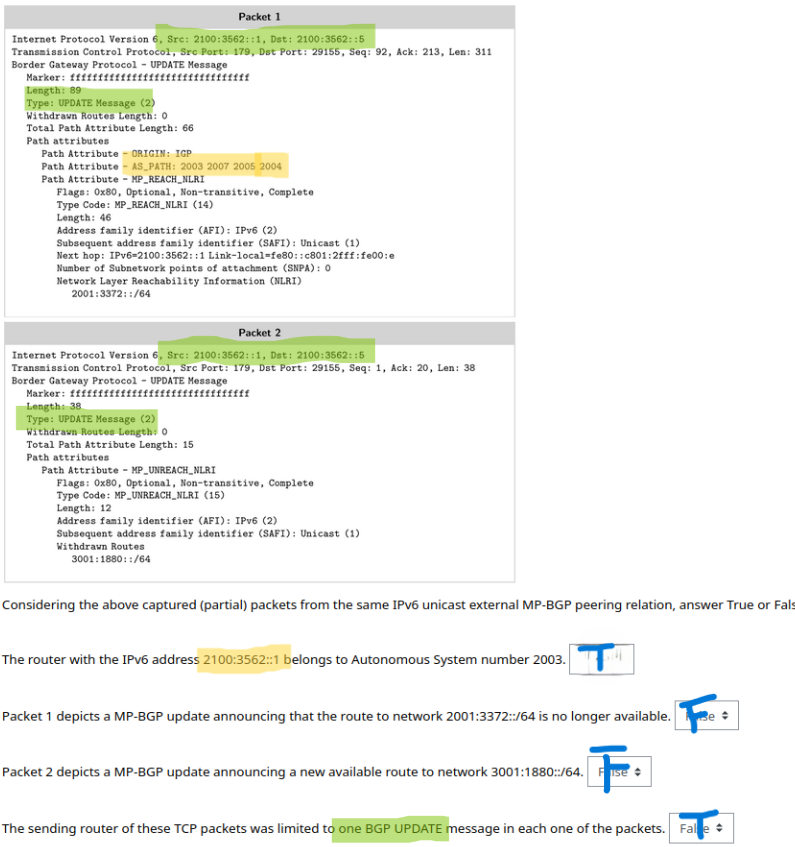 Packet 1
Internet Protocol Version 6, Src: 2100:3562::1, Dst: 2100:3562::5
Transmission Control Protocol, Src Port: 179, Dst Port: 29155, Seq: 92, Ack: 213, Len: 311
Border Gateway Protocol - UPDATE Message
Marker: ffffffffffffffffffffffffffffffff
Length: 89
Type: UPDATE Message (2)
Withdrawn Routes Length: 0
Total Path Attribute Length: 66
Path attributes
Path Attribute - ORIGIN: IGP
Path Attribute - AS_PATH: 2003 2007 2005 2004
Path Attribute - MP_REACH_NLRI
Flags: 0x80, Optional, Non-transitive, Complete
Type Code: MP_REACH_NLRI (14)
Length: 46
Address family identifier (AFI): IPv6 (2)
Subsequent address family identifier (SAFI): Unicast (1)
Next hop: IPv6=2100:3562::1 Link-local=fe80::c801:2fff:fe00:e
Number of Subnetwork points of attachment (SNPA): 0
Network Layer Reachability Information (NLRI)
2001:3372::/64
Packet 2
Internet Protocol Version 6, Src: 2100:3562::1, Dst: 2100:3562::5
Transmission Control Protocol, Src Port: 179, Dst Port: 29155, Seq: 1, Ack: 20, Len: 38
Border Gateway Protocol - UPDATE Message
Marker: ffffffffffffffffffffffffffffffff
Length: 38
Type: UPDATE Message (2)
Withdrawn Routes Length: 0
Total Path Attribute Length: 15
Path attributes
Path Attribute - MP_UNREACH_NLRI
Flags: 0x80, Optional, Non-transitive, Complete
Type Code: MP_UNREACH_NLRI (15)
Length: 12
Address family identifier (AFI): IPv6 (2)
Subsequent address family identifier (SAFI): Unicast (1)
Withdrawn Routes
3001:1880::/64
Considering the above captured (partial) packets from the same IPv6 unicast external MP-BGP peering relation, answer True or Fals
The router with the IPv6 address 2100:3562::1 belongs to Autonomous System number 2003. T
Packet 1 depicts a MP-BGP update announcing that the route to network 2001:3372::/64 is no longer available. F
Packet 2 depicts a MP-BGP update announcing a new available route to network 3001:1880::/64. F
The sending router of these TCP packets was limited to one BGP UPDATE message in each one of the packets. T